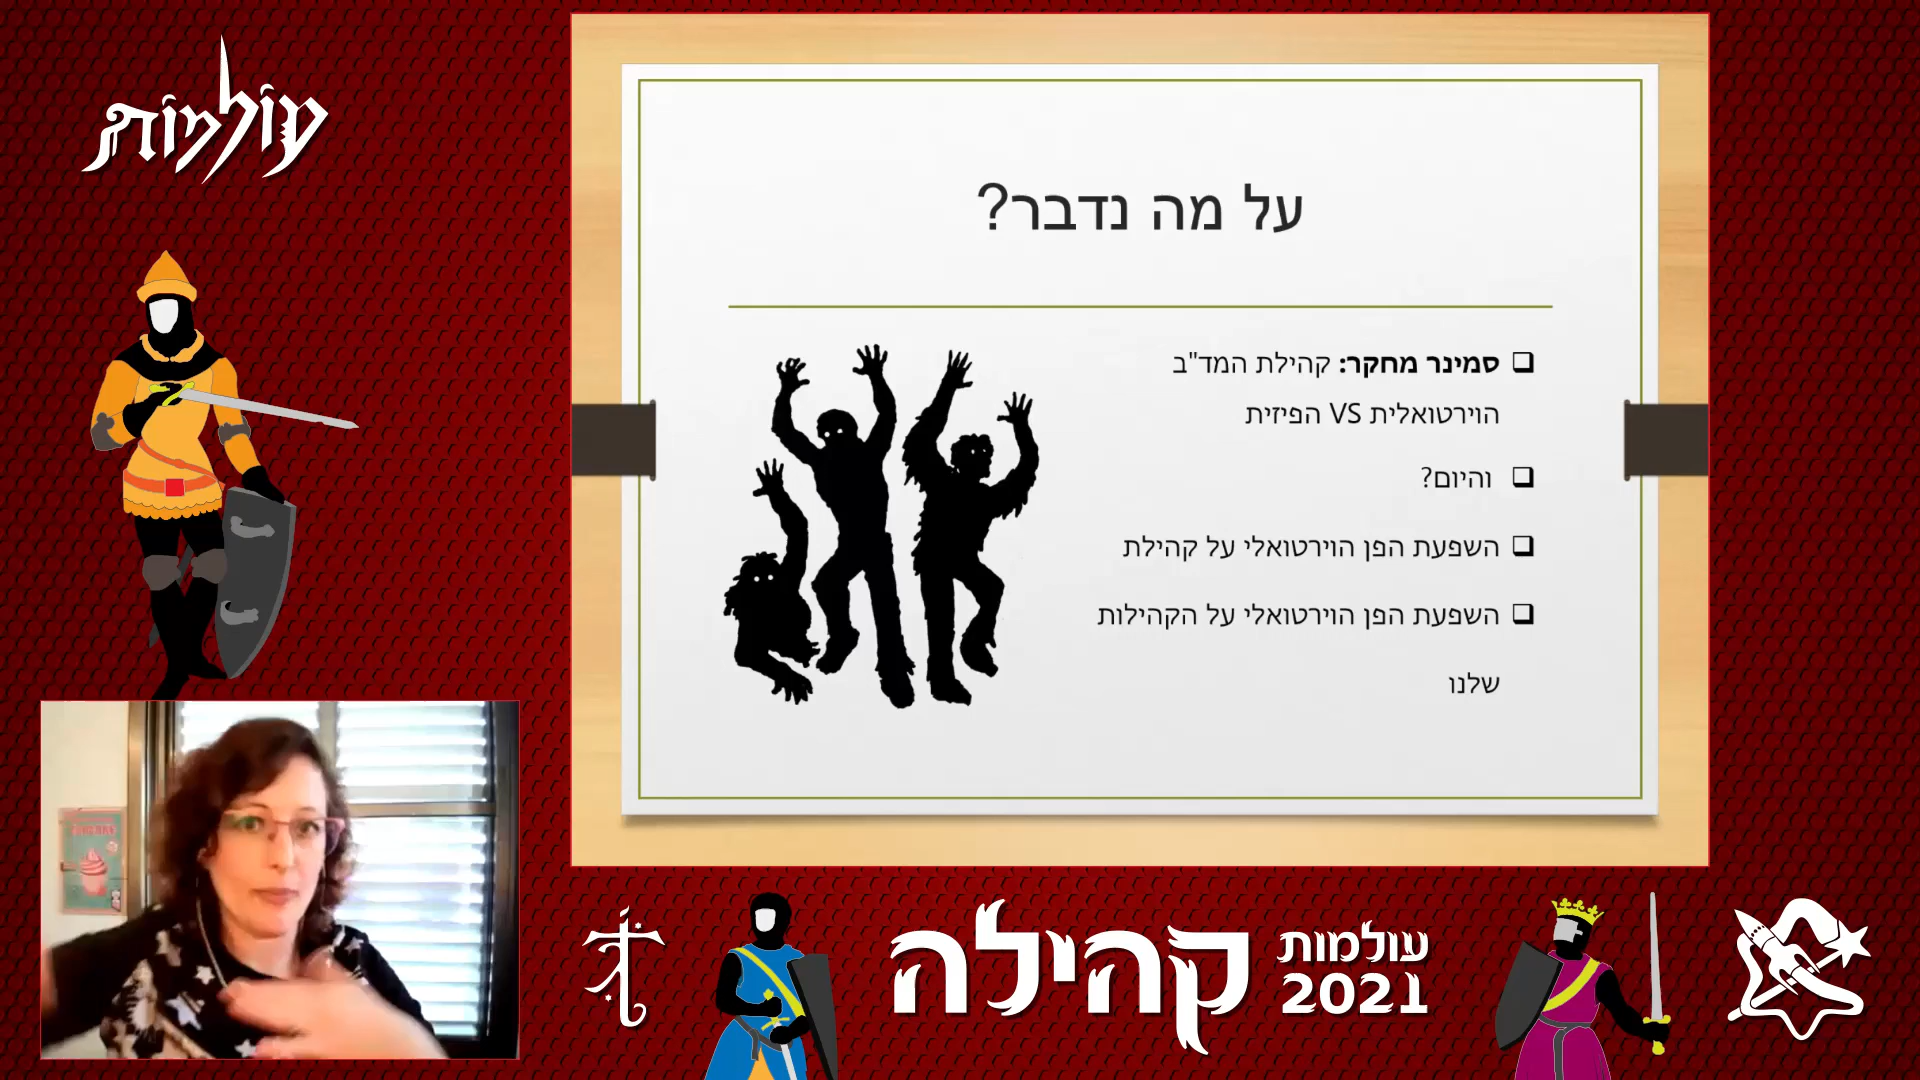 עולמות
על מה נדבר?
סמינר מחקר: קהילת המד"ב
הוירטואלית VS הפיזית
והיום?
השפעת הפן הוירטואלי על קהילת
השפעת הפן הוירטואלי על הקהילות
שלנו
קהילה
עולמות
2021